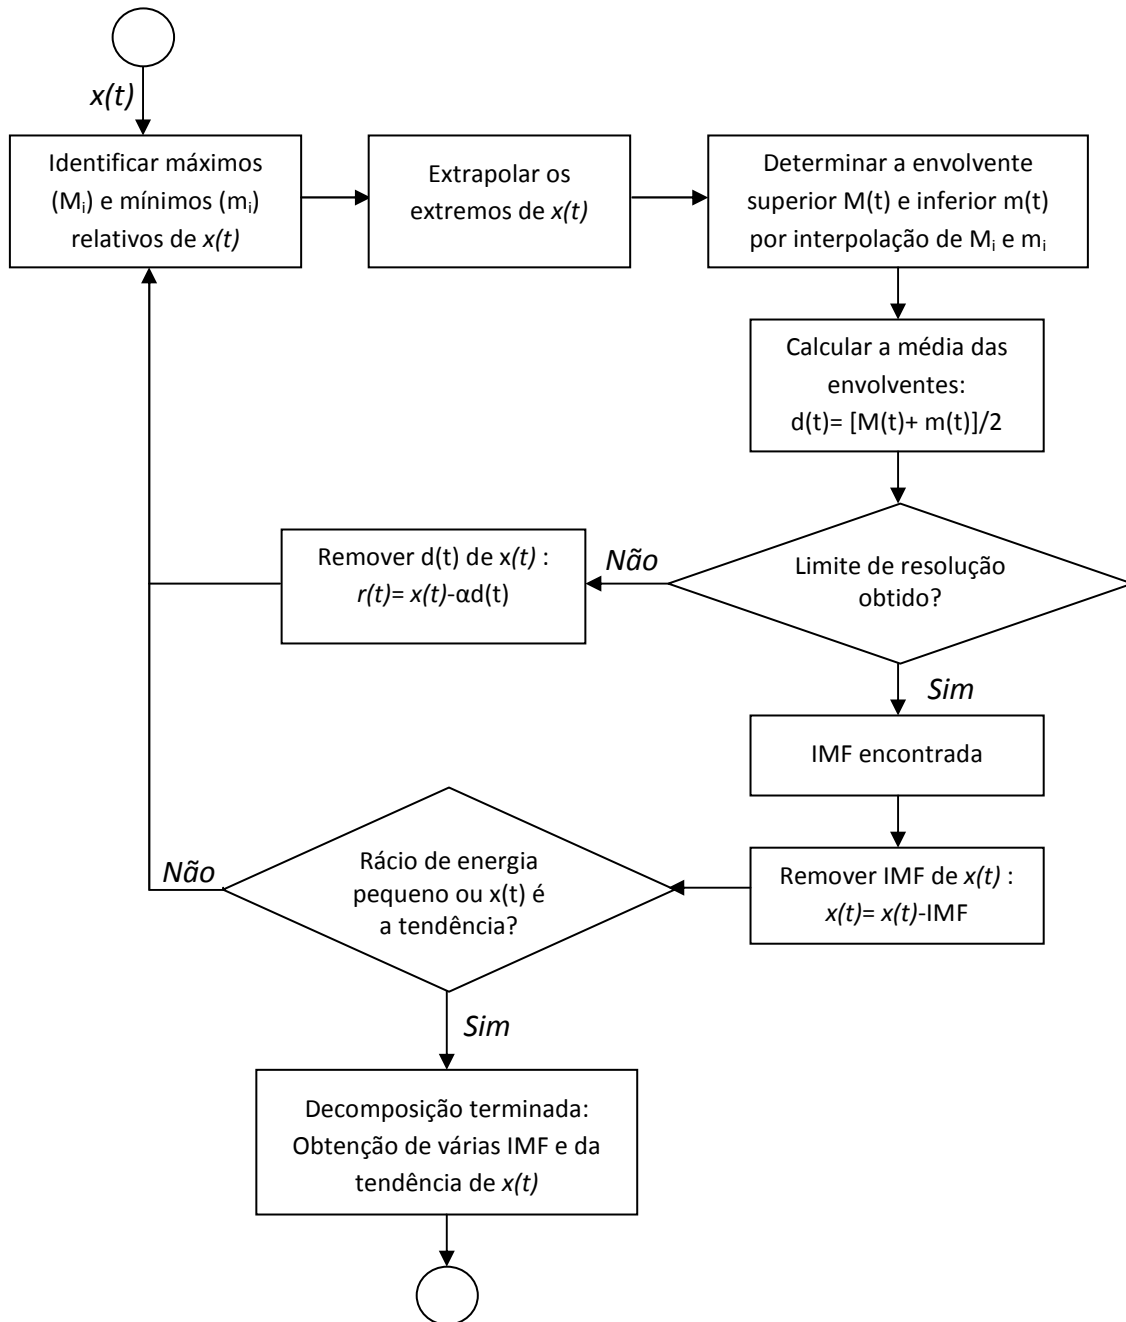 x(t)
Identificar máximos
(Mi) e mínimos (mi)
relativos de x(t)
Extrapolar os
extremos de x(t)
Determinar a envolvente
superior M(t) e inferior m(t)
por interpolação de Mi e mi
Calcular a média das
envolventes:
d(t)= [M(t)+ m(t)]/2
Limite de resolução
obtido?
Não
Remover d(t) de x(t) :
r(t)= x(t)-αd(t)
Sim
IMF encontrada
Remover IMF de x(t) :
x(t)= x(t)-IMF
Rácio de energia
pequeno ou x(t) é
a tendência?
Não
Sim
Decomposição terminada:
Obtenção de várias IMF e da
tendência de x(t)